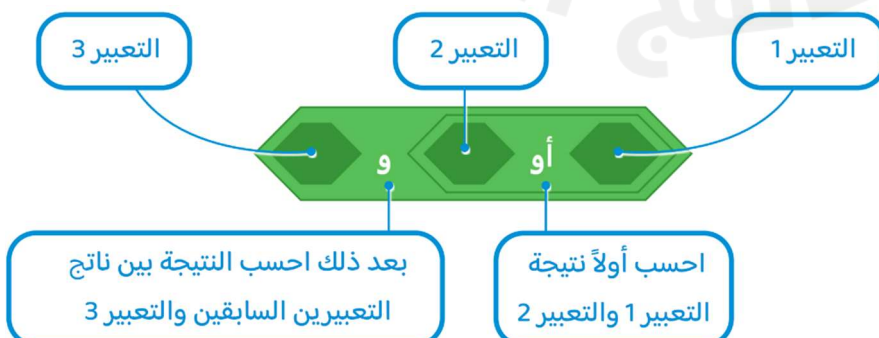 التعبير 1
التعبير 2
التعبير 3
أو
و
احسب أولاً نتيجة
التعبير 1 والتعبير 2
بعد ذلك احسب النتيجة بين ناتج
التعبيرين السابقين والتعبير 3